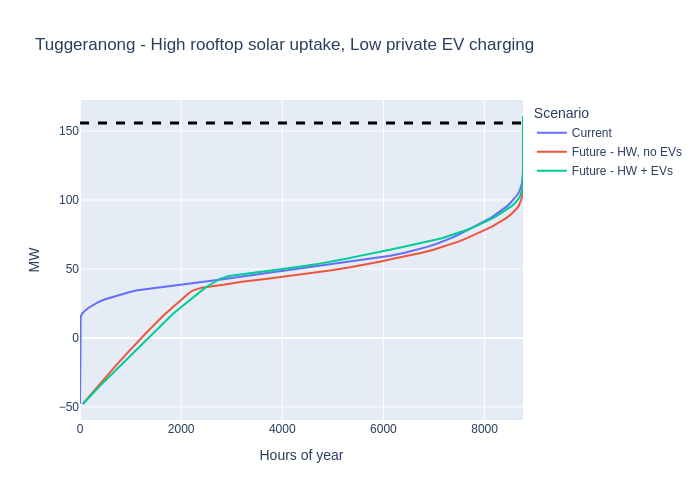 Tuggeranong - High rooftop solar uptake, Low private EV charging
Scenario
Current
Future - HW, no EVs
Future - HW + EVs
MW
150
100
50
0
−50
0
2000
4000
6000
8000
Hours of year